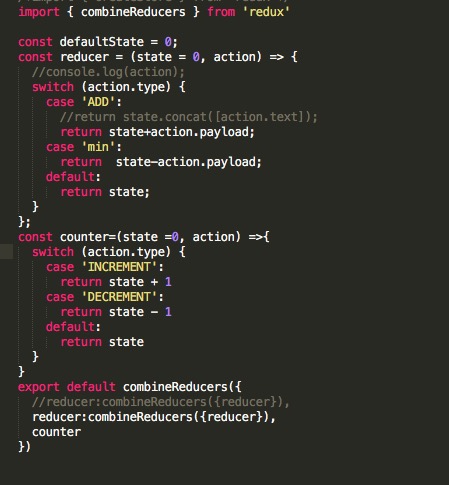 import { combineReducers } from 'redux'
const defaultState = 0;
const reducer = (state = 0, action) => {
//console.log(action);
switch (action.type) {
case 'ADD':
//return state.concat([action.text]);
return state+action.payload;
case 'min':
return  state-action.payload;
default:
return state;
}
};
const counter=(state =0, action) =>{
switch (action.type) {
case 'INCREMENT':
return state + 1
case 'DECREMENT':
return state - 1
default:
return state
}
}
export default combineReducers({
//reducer:combineReducers({reducer}),
reducer:combineReducers({reducer}),
counter
})